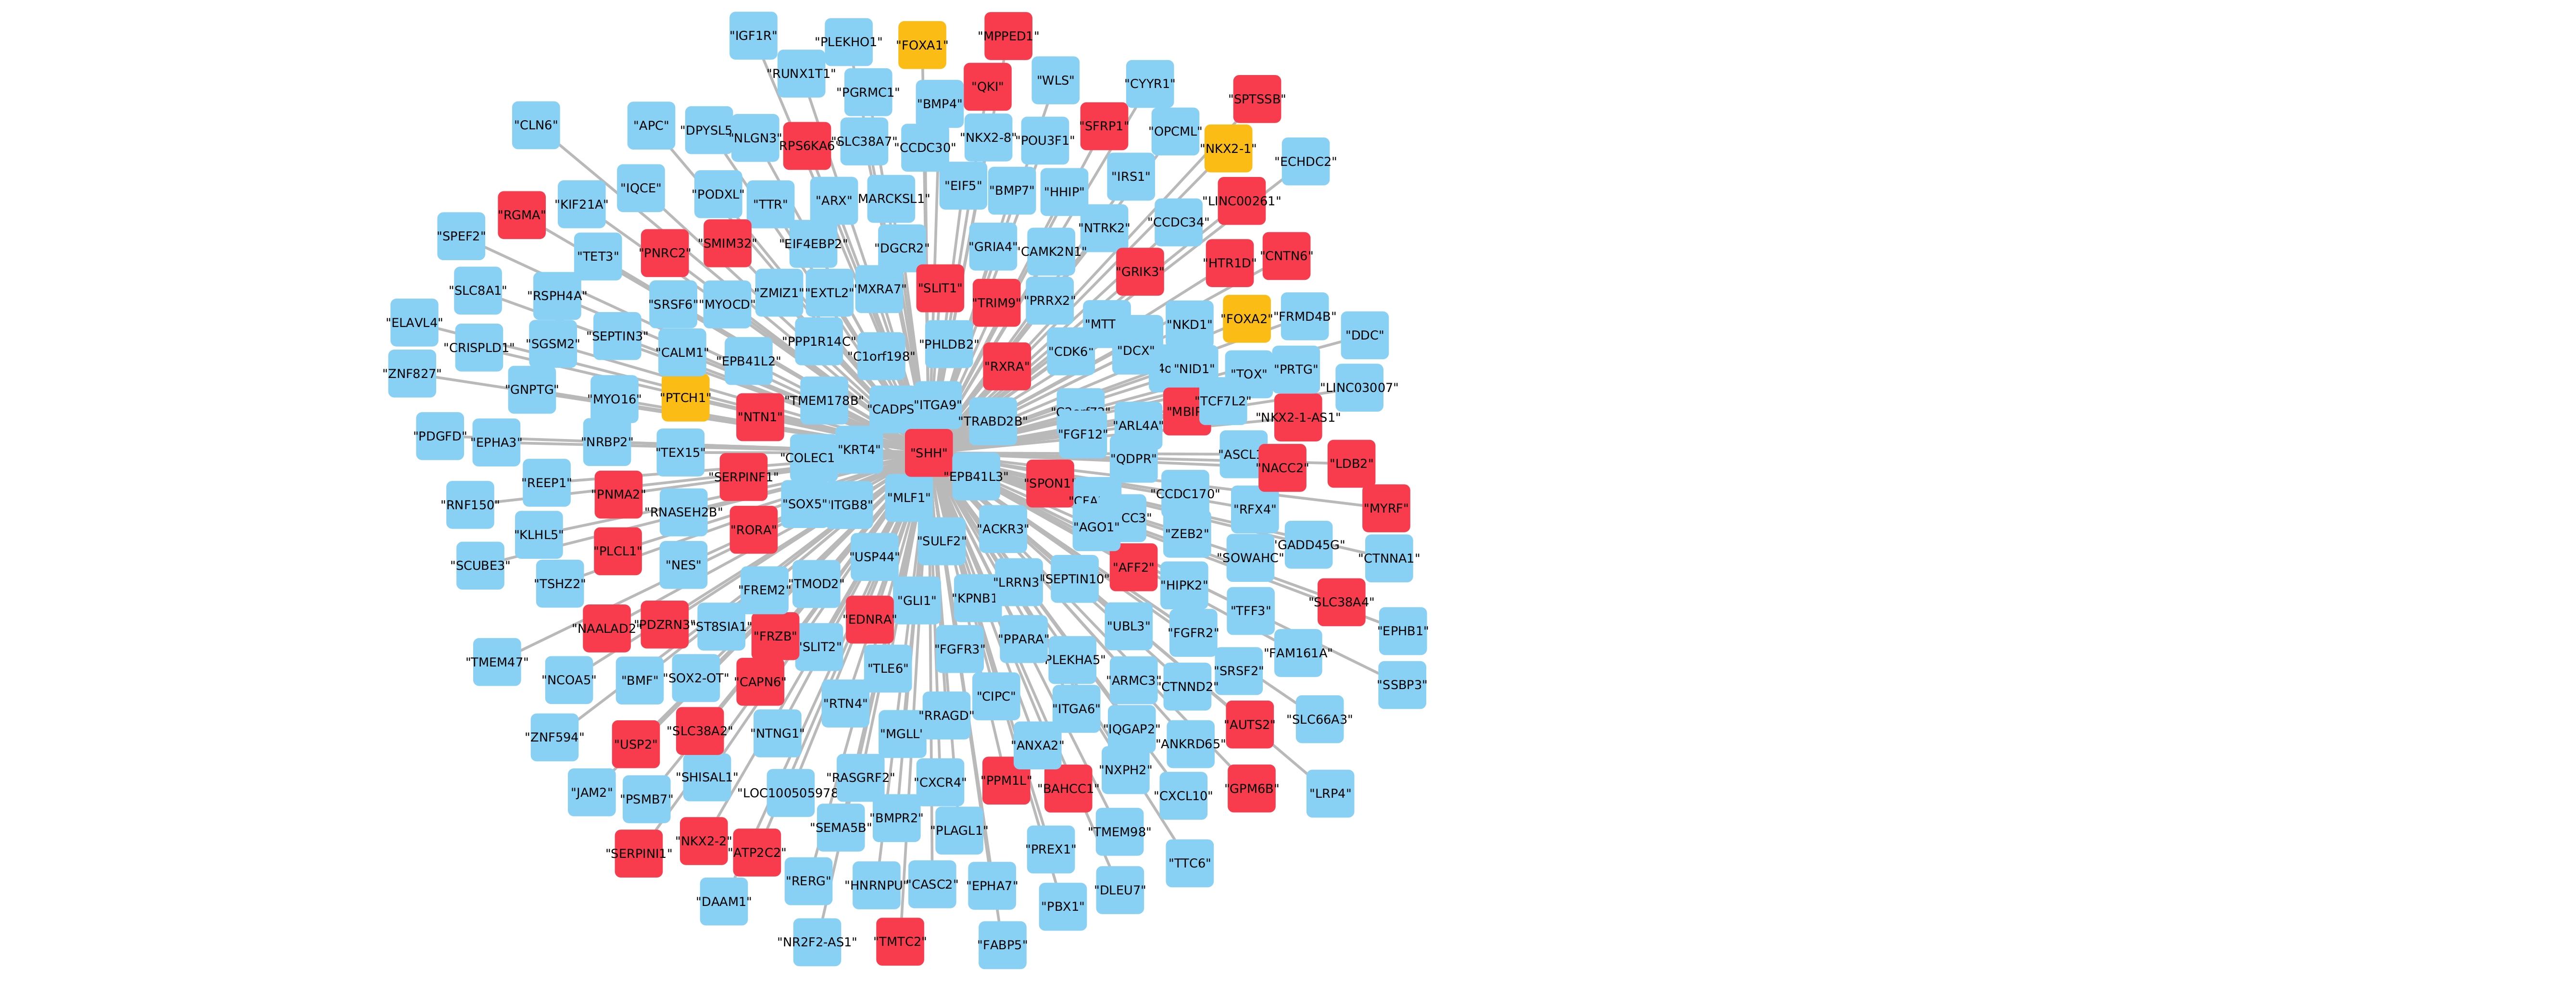 "IGF1R"
"PLEKHO1"
"FOXA1"
"MPPED1"
"RUNX1T1"
"PGRMC1"
"BMP4"
"QKI"
"WLS"
"CYYR1"
"SPTSSB"
"CLN6"
"APC"
"DPYSL5
"NLGN3"
RPS6KA6"
"SLC38A7"
"CCDC30"
"NKX2-8"
"POU3F1"
"SFRP1"
"OPCML"
"NKX2-1"
"ECHDC2"
"RGMA"
"KIF21A"
"IQCE"
"PODXL"
"TTR"
"ARX"
MARCKSL1"
"EIF5"
"BMP7"
"HHIP"
"IRS1"
"LINC00261"
"SPEF2"
"TET3"
"PNRC2"
"SMIM32"
"EIF4EBP2"
"DGCR2"
"GRIA4"
"CAMK2N1"
"NTRK2"
"CCDC34"
"GRIK3"
"HTR1D"
"CNTN6"
"SLC8A1"
"RSPH4A"
"SRSF6"
"MYOCD"
"ZMIZ1"
"EXTL2"
"MXRA7"
"SLIT1"
"TRIM9"
"PRRX2"
"MTT
"NKD1"
"FOXA2"
"FRMD4B"
"DDC"
"ELAVL4"
"CRISPLD1"
"SGSM2"
"SEPTIN3"
"CALM1"
"EPB41L2"
"PPP1R14C"
"C1orf198"
"PHLDB2"
"RXRA"
"CDK6"
"DCX"
"NID1"
"TOX"
"PRTG"
"LINC03007"
"ZNF827"
"GNPTG"
"MYO16"
"PTCH1"
"NTN1"
"TMEM178B"
"CADPS
"ITGA9"
"TRABD2B"
"FGF12"
"ARL4A"
"MBIP
"TCF7L2"
"NKX2-1-AS1"
"PDGFD"
"EPHA3"
"NRBP2"
"TEX15"
"SERPINF1"
"COLEC1
"KRT4"
"SHH"
"EPB41L3"
"SPON1"
"QDPR"
"ASCL1
"NACC2"
"LDB2"
"RNF150"
"REEP1"
"PNMA2"
"RNASEH2B"
"RORA"
"SOX5"
"ITGB8"
"MLF1"
"ACKR3"
"AGO1"
CC3"
"CCDC170"
"RFX4"
"MYRF"
"KLHL5"
"PLCL1"
"NES"
"USP44"
"SULF2"
"ZEB2"
"SOWAHC"
"GADD45G"
"CTNNA1"
"SCUBE3"
"TSHZ2"
"FREM2"
"TMOD2"
"GLI1"
"KPNB1
"LRRN3"
"SEPTIN10"
"AFF2"
"HIPK2"
"TFF3"
"SLC38A4"
"EPHB1"
"NAALAD2"
"PDZRN3"
"ST8SIA1"
"FRZB"
"SLIT2"
"EDNRA"
"FGFR3"
"PPARA"
"UBL3"
"FGFR2"
"FAM161A"
"TMEM47"
"NCOA5"
"BMF"
"SOX2-OT"
"CAPN6"
"TLE6"
PLEKHA5"
"ARMC3"
"CTNND2"
"SRSF2"
"SSBP3"
"RTN4"
"RRAGD"
"CIPC"
"ITGA6"
"IQGAP2"
"ANKRD65"
"AUTS2"
"SLC66A3"
"ZNF594"
"USP2"
"SLC38A2"
"NTNG1"
"MGLL"
"ANXA2"
"NXPH2"
"JAM2"
"PSMB7"
"SHISAL1"
"LOC100505978
"RASGRF2"
"CXCR4"
"PPM1L"
"BAHCC1"
"CXCL10"
"GPM6B"
"LRP4"
"SERPINI1"
"NKX2-2"
"ATP2C2"
"SEMA5B"
"BMPR2"
"PLAGL1"
"PREX1"
"TMEM98"
"TTC6"
"DAAM1"
"RERG"
"HNRNPU"
"CASC2"
"EPHA7"
"PBX1"
"DLEU7"
"NR2F2-AS1"
"TMTC2"
"FABP5"